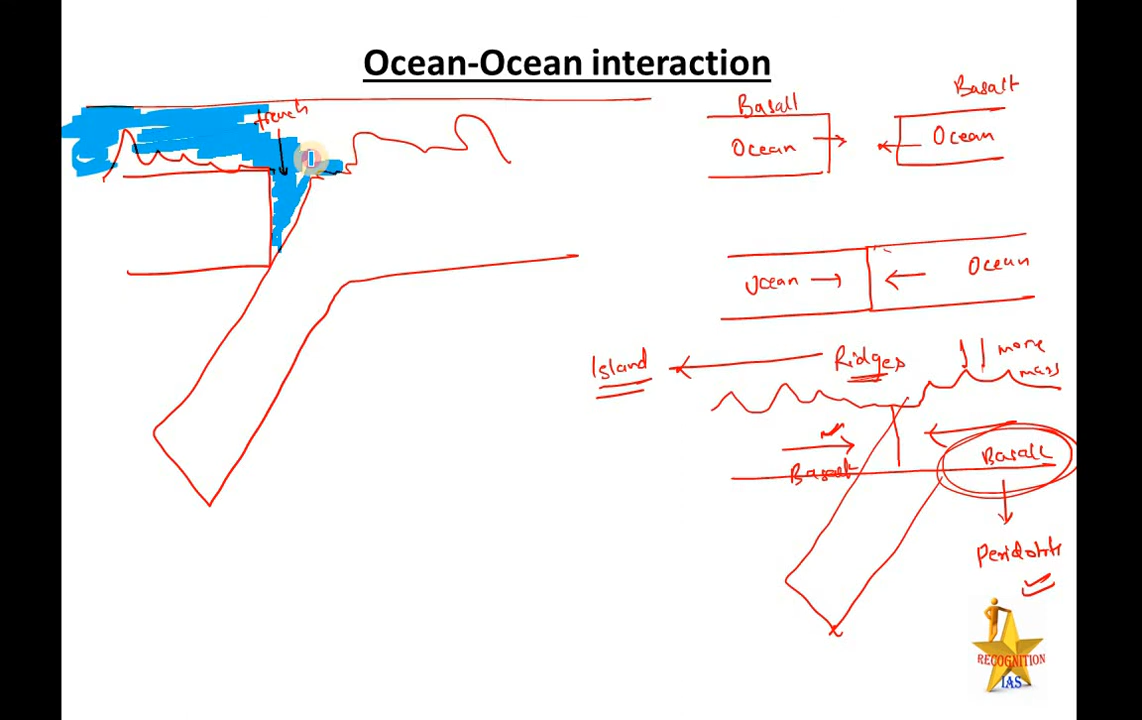 Ocean-Ocean interaction
trench
Basalt
Basalt
Ocean
Ocean
Ocean
Ocean
Island
Ridges
more
mass
Basalt
Basalt
Peridotite
RECOGNITION
IAS